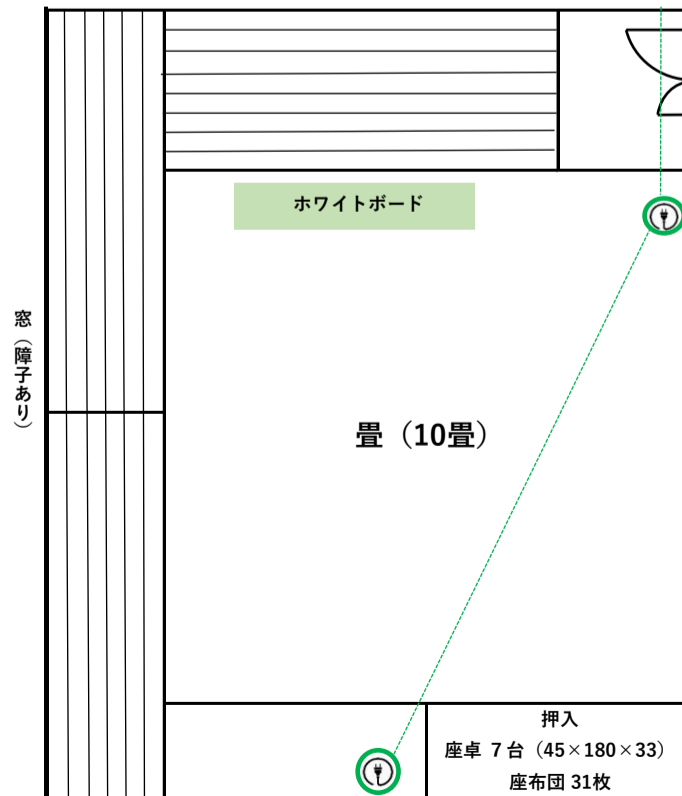 ホワイトボード
窓（障子あり）
畳（10畳）
押入
座卓 7台（45×180×33）
座布団 31枚